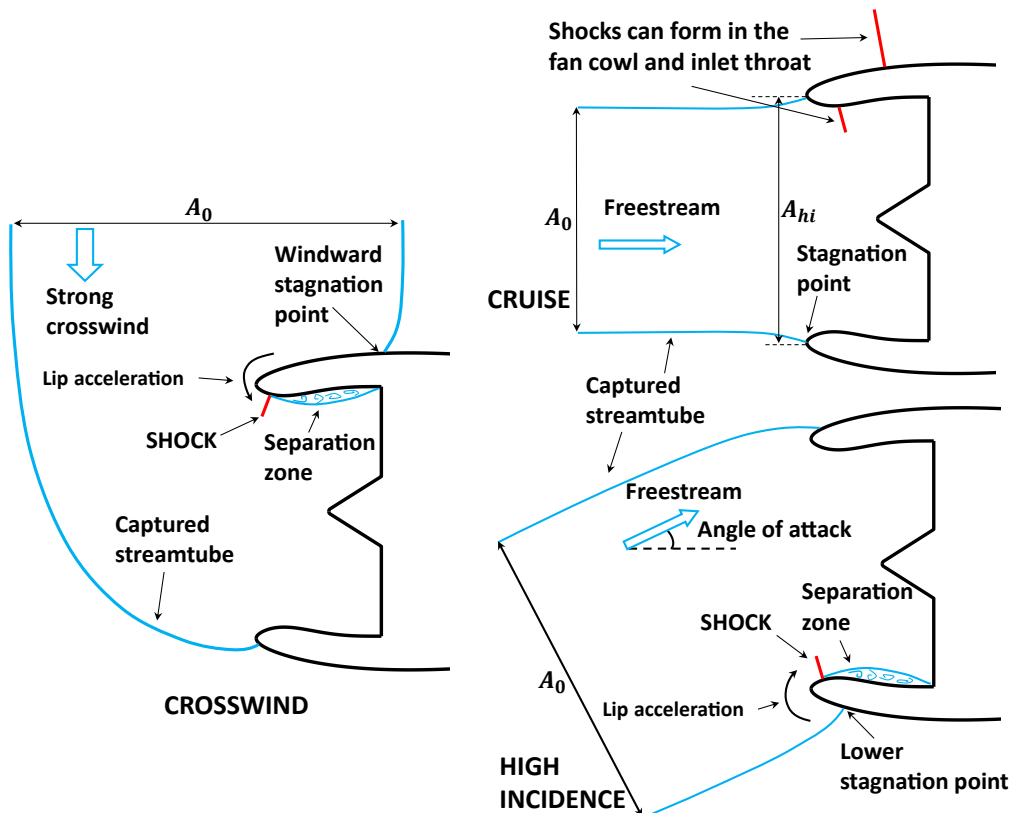 A₀
Strong
crosswind
Windward
stagnation
point
Lip acceleration
SHOCK
Separation
zone
Captured
streamtube
CROSSWIND
Shocks can form in the
fan cowl and inlet throat
A₀
Freestream
A_hi
Stagnation
point
CRUISE
Captured
streamtube
Freestream
Angle of attack
Separation
zone
SHOCK
A₀
Lip acceleration
Lower
stagnation point
HIGH
INCIDENCE